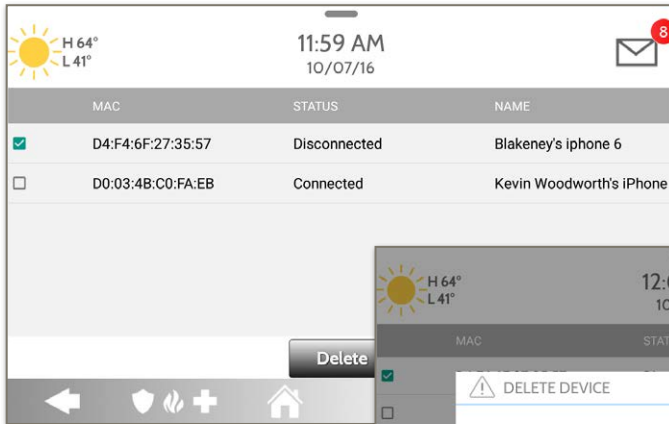 H 64°
L 41°
11:59 AM
10/07/16
8
MAC STATUS NAME
D4:F4:6F:27:35:57 Disconnected Blakeney's iphone 6
D0:03:4B:C0:FA:EB Connected Kevin Woodworth's iPhone
Delete
H 64°
L 41°
MAC
DELETE DEVICE